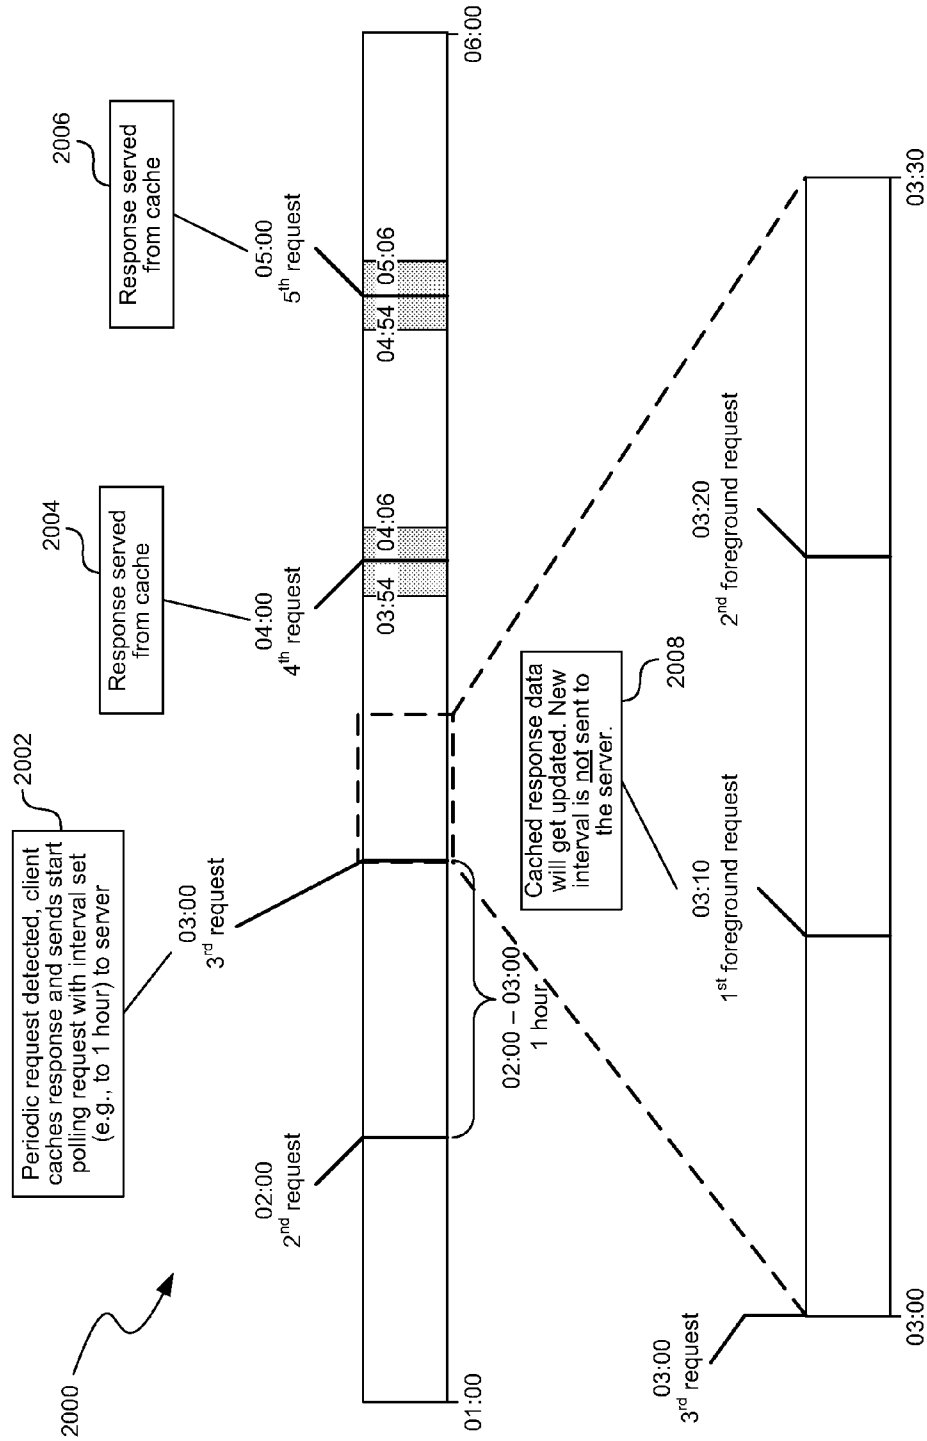 2000
2002
Periodic request detected, client
caches response and sends start
polling request with interval set
(e.g., to 1 hour) to server
2004
Response served
from cache
2006
Response served
from cache
02:00
2nd request
03:00
3rd request
04:00
4th request
05:00
5th request
03:54
04:06
04:54
05:06
01:00
06:00
02:00 – 03:00
1 hour
Cached response data
will get updated. New
interval is not sent to
the server.
2008
03:00
3rd request
03:10
1st foreground request
03:20
2nd foreground request
03:00
03:30